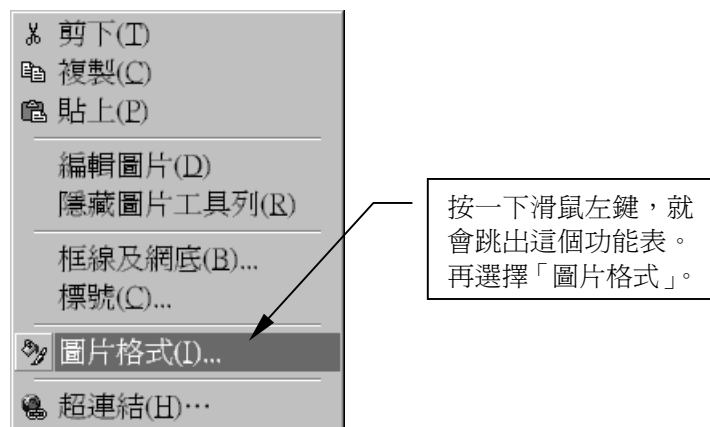 剪下(T)
複製(C)
貼上(P)
編輯圖片(D)
隱藏圖片工具列(R)
框線及網底(B)...
標號(C)...
圖片格式(I)...
超連結(H)…
按一下滑鼠左鍵，就
會跳出這個功能表。
再選擇「圖片格式」。